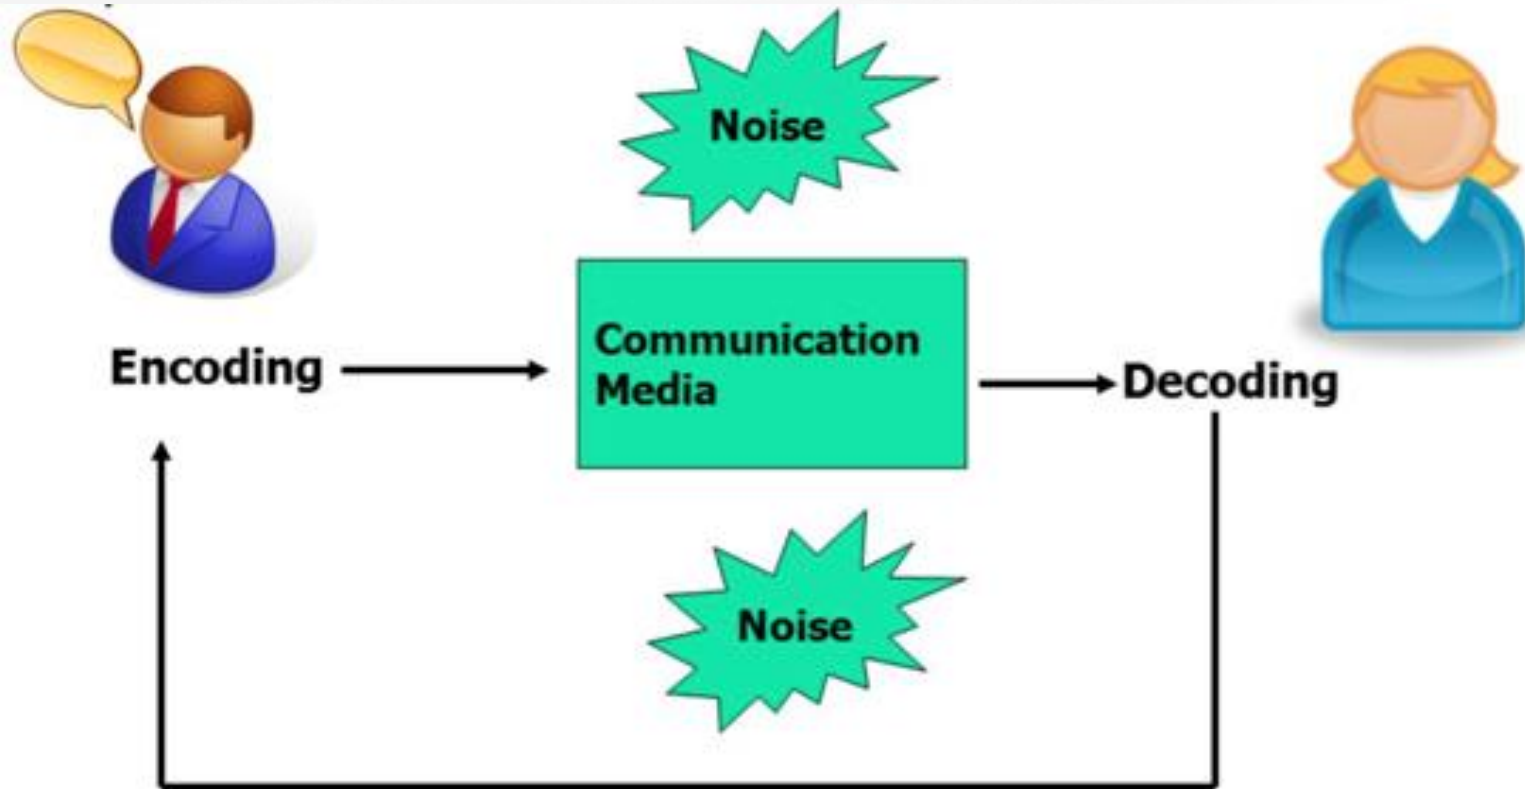 Noise
Communication
Media
Encoding
Decoding
Noise